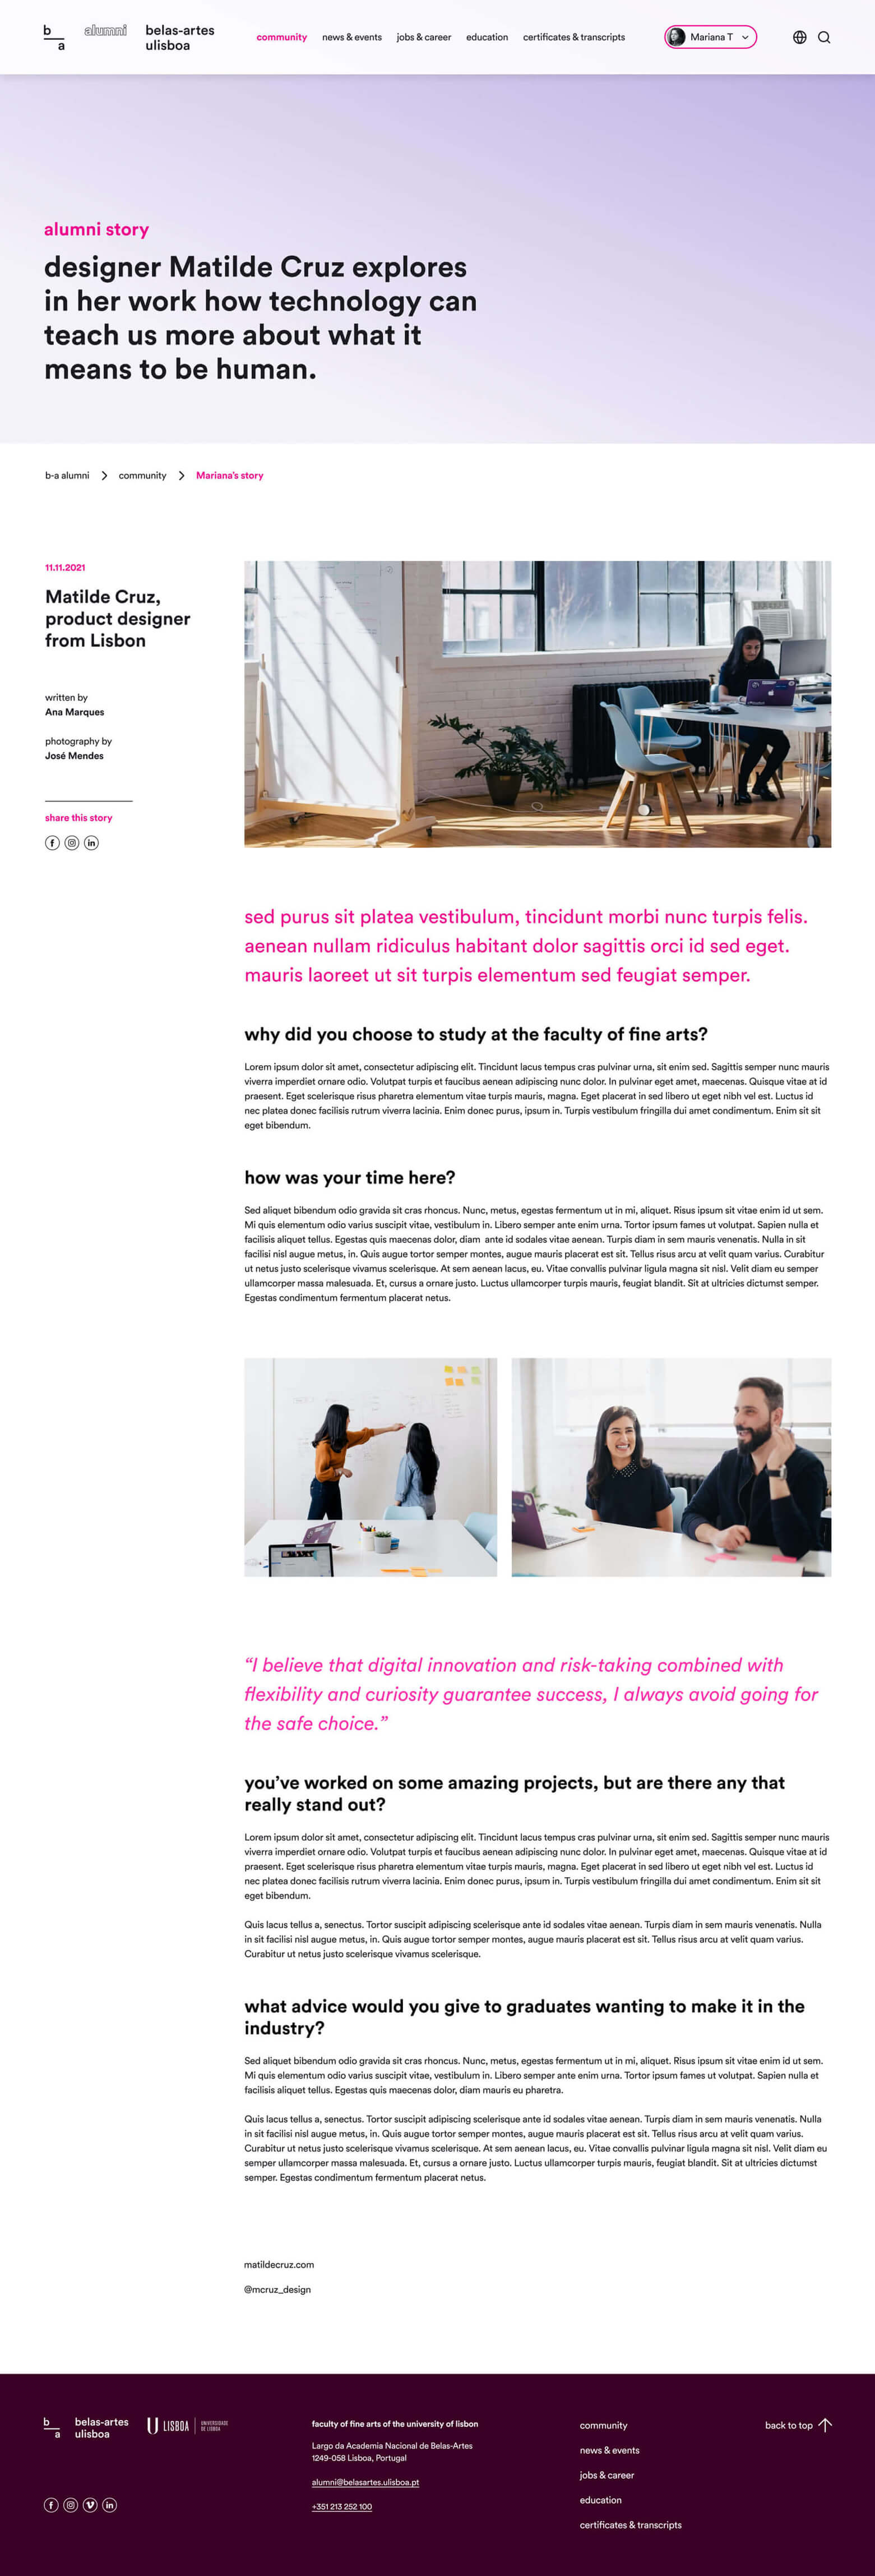 b
a
alumni
belas-artes
ulisboa
community
news & events
jobs & career
education
certificates & transcripts
Mariana T
alumni story
designer Matilde Cruz explores
in her work how technology can
teach us more about what it
means to be human.
b-a alumni
community
Mariana's story
11.11.2021
Matilde Cruz,
product designer
from Lisbon
written by
Ana Marques
photography by
José Mendes
share this story
sed purus sit platea vestibulum, tincidunt morbi nunc turpis felis.
aenean nullam ridiculus habitant dolor sagittis orci id sed eget.
mauris laoreet ut sit turpis elementum sed feugiat semper.
why did you choose to study at the faculty of fine arts?
Lorem ipsum dolor sit amet, consectetur adipiscing elit. Tincidunt lacus tempus cras pulvinar urna, sit enim sed. Sagittis semper nunc mauris
viverra imperdiet ornare odio. Volutpat turpis et faucibus aenean adipiscing nunc dolor. In pulvinar eget amet, maecenas. Quisque vitae at id
praesent. Eget scelerisque risus pharetra elementum vitae turpis mauris, magna. Eget placerat in sed libero ut eget nibh vel est. Luctus id
nec platea donec facilisis rutrum viverra lacinia. Enim donec purus, ipsum in. Turpis vestibulum fringilla dui amet condimentum. Enim sit sit
eget bibendum.
how was your time here?
Sed aliquet bibendum odio gravida sit cras rhoncus. Nunc, metus, egestas fermentum ut in mi, aliquet. Risus ipsum sit vitae enim id ut sem.
Mi quis elementum odio varius suscipit vitae, vestibulum in. Libero semper ante enim urna. Tortor ipsum fames ut volutpat. Sapien nulla et
facilisis aliquet tellus. Egestas quis maecenas dolor, diam ante id sodales vitae aenean. Turpis diam in sem mauris venenatis. Nulla in sit
facilisi nisl augue metus, in. Quis augue tortor semper montes, augue mauris placerat est sit. Tellus risus arcu at velit quam varius. Curabitur
ut netus justo scelerisque vivamus scelerisque. At sem aenean lacus, eu. Vitae convallis pulvinar ligula magna sit nisl. Velit diam eu semper
ullamcorper massa malesuada. Et, cursus a ornare justo. Luctus ullamcorper turpis mauris, feugiat blandit. Sit at ultricies dictumst semper.
Egestas condimentum fermentum placerat netus.
“I believe that digital innovation and risk-taking combined with
flexibility and curiosity guarantee success, I always avoid going for
the safe choice.”
you’ve worked on some amazing projects, but are there any that
really stand out?
Lorem ipsum dolor sit amet, consectetur adipiscing elit. Tincidunt lacus tempus cras pulvinar urna, sit enim sed. Sagittis semper nunc mauris
viverra imperdiet ornare odio. Volutpat turpis et faucibus aenean adipiscing nunc dolor. In pulvinar eget amet, maecenas. Quisque vitae at id
praesent. Eget scelerisque risus pharetra elementum vitae turpis mauris, magna. Eget placerat in sed libero ut eget nibh vel est. Luctus id
nec platea donec facilisis rutrum viverra lacinia. Enim donec purus, ipsum in. Turpis vestibulum fringilla dui amet condimentum. Enim sit sit
eget bibendum.
Quis lacus tellus a, senectus. Tortor suscipit adipiscing scelerisque ante id sodales vitae aenean. Turpis diam in sem mauris venenatis. Nulla
in sit facilisi nisl augue metus, in. Quis augue tortor semper montes, augue mauris placerat est sit. Tellus risus arcu at velit quam varius.
Curabitur ut netus justo scelerisque vivamus scelerisque.
what advice would you give to graduates wanting to make it in the
industry?
Sed aliquet bibendum odio gravida sit cras rhoncus. Nunc, metus, egestas fermentum ut in mi, aliquet. Risus ipsum sit vitae enim id ut sem.
Mi quis elementum odio varius suscipit vitae, vestibulum in. Libero semper ante enim urna. Tortor ipsum fames ut volutpat. Sapien nulla et
facilisis aliquet tellus. Egestas quis maecenas dolor, diam mauris eu pharetra.
Quis lacus tellus a, senectus. Tortor suscipit adipiscing scelerisque ante id sodales vitae aenean. Turpis diam in sem mauris venenatis. Nulla
in sit facilisi nisl augue metus, in. Quis augue tortor semper montes, augue mauris placerat est sit. Tellus risus arcu at velit quam varius.
Curabitur ut netus justo scelerisque vivamus scelerisque. At sem aenean lacus, eu. Vitae convallis pulvinar ligula magna sit nisl. Velit diam eu
semper ullamcorper massa malesuada. Et, cursus a ornare justo. Luctus ullamcorper turpis mauris, feugiat blandit. Sit at ultricies dictumst
semper. Egestas condimentum fermentum placerat netus.
matildecruz.com
@mcruz_design
b
a
belas-artes
ulisboa
LISBOA
UNIVERSIDADE
DE LISBOA
faculty of fine arts of the university of lisbon
Largo da Academia Nacional de Belas-Artes
1249-058 Lisboa, Portugal
alumni@belasartes.ulisboa.pt
+351 213 252 100
community
news & events
jobs & career
education
certificates & transcripts
back to top